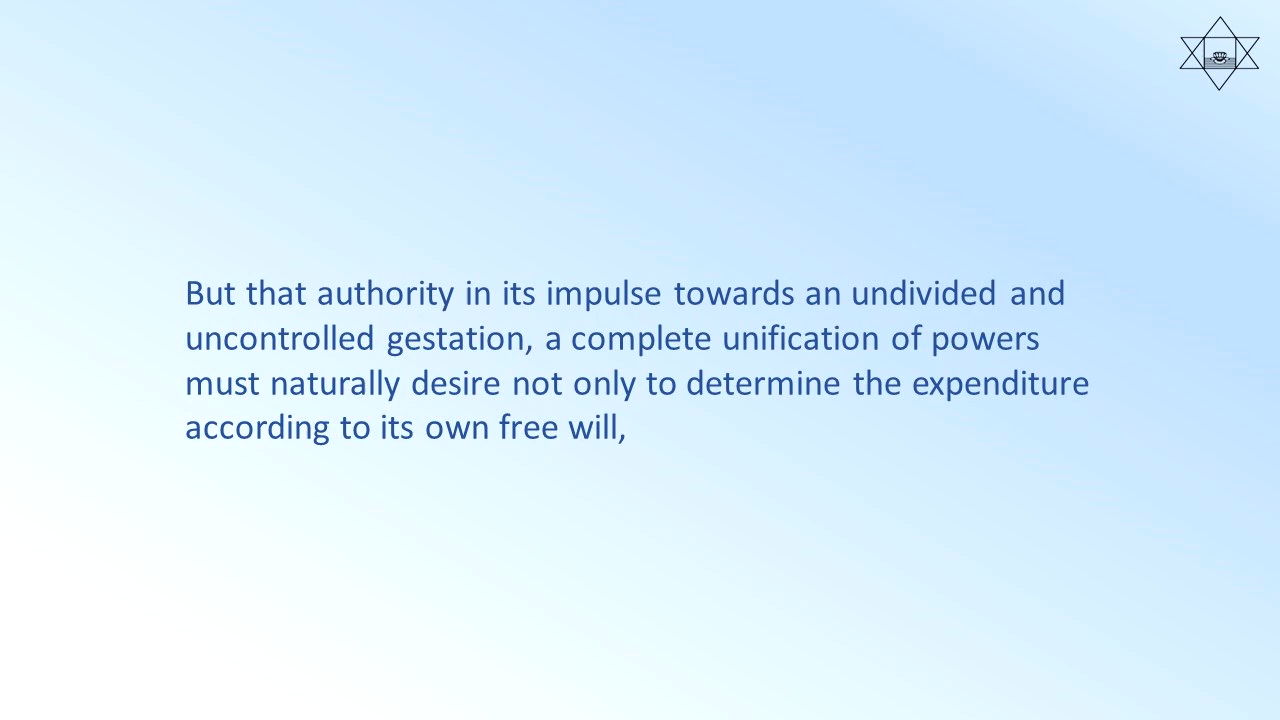 But that authority in its impulse towards an undivided and
uncontrolled gestation, a complete unification of powers
must naturally desire not only to determine the expenditure
according to its own free will,